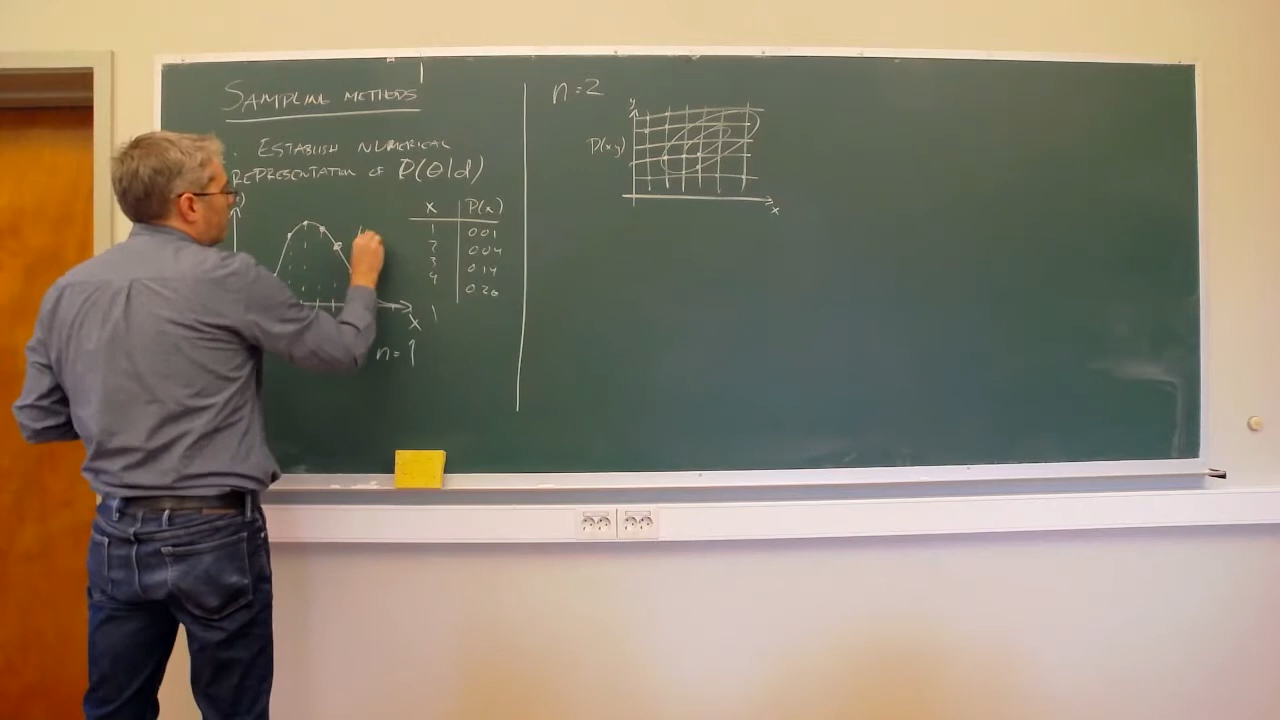 SAMPLING METHODS
ESTABLISH NUMERICAL
REPRESENTATION OF P(θ|d)
x P(x)
1 0.01
2 0.04
3 0.14
4 0.26
x
n=1
n=2
y
P(x,y)
x